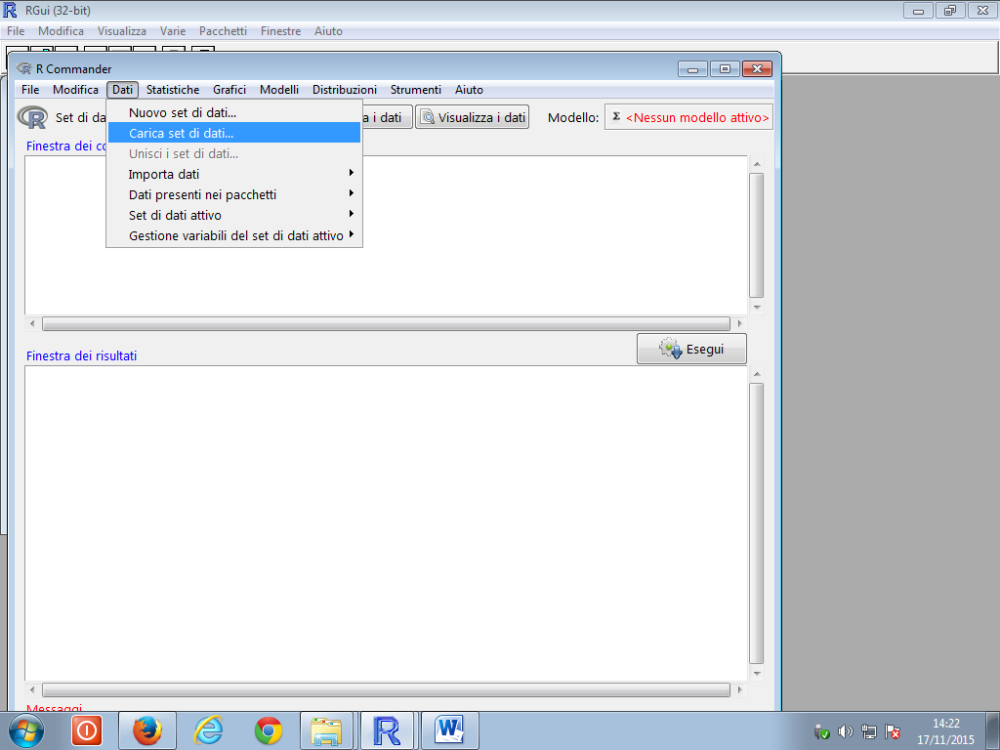 RGui (32-bit)
File Modifica Visualizza Varie Pacchetti Finestre Aiuto
R Commander
File Modifica Dati Statistiche Grafici Modelli Distribuzioni Strumenti Aiuto
Set di da a i dati Visualizza i dati Modello: Σ <Nessun modello attivo>
Nuovo set di dati...
Carica set di dati...
Finestra dei co
Unisci i set di dati...
Importa dati
Dati presenti nei pacchetti
Set di dati attivo
Gestione variabili del set di dati attivo
Esegui
Finestra dei risultati
Messaggi
14:22
17/11/2015